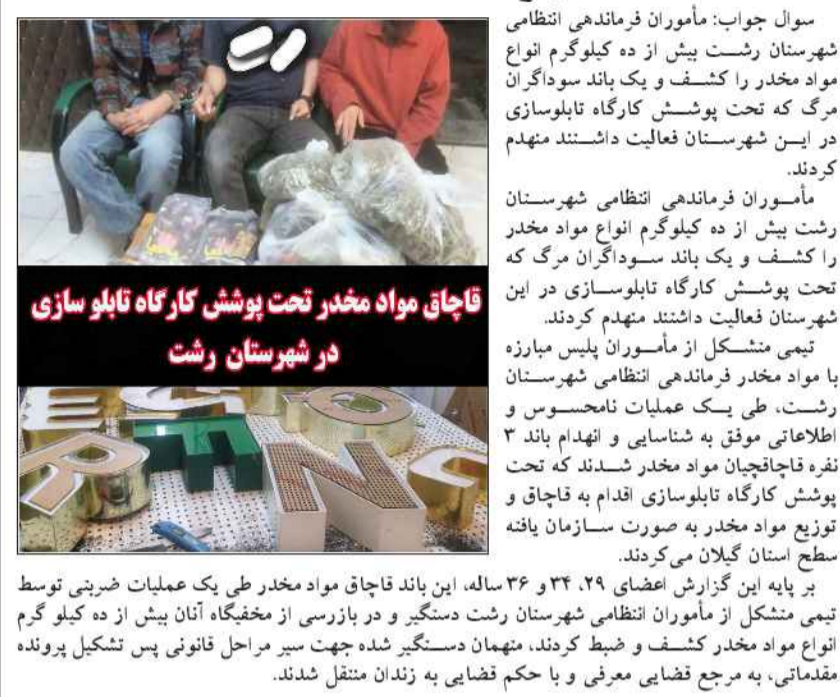 سوال جواب: مأموران فرماندهی انتظامی
شهرستان رشت بیش از ده کیلوگرم انواع
مواد مخدر را کشف و یک باند سوداگران
مرگ که تحت پوشش کارگاه تابلوسازی
در این شهرستان فعالیت داشتند منهدم
کردند.
مأموران فرماندهی انتظامی شهرستان
رشت بیش از ده کیلوگرم انواع مواد مخدر
را کشف و یک باند سوداگران مرگ که
تحت پوشش کارگاه تابلوسازی در این
شهرستان فعالیت داشتند منهدم کردند.
تیمی متشکل از مأموران پلیس مبارزه
با مواد مخدر فرماندهی انتظامی شهرستان
رشت، طی یک عملیات نامحسوس و
اطلاعاتی موفق به شناسایی و انهدام باند ۳
نفره قاچاقچیان مواد مخدر شدند که تحت
پوشش کارگاه تابلوسازی اقدام به قاچاق و
توزیع مواد مخدر به صورت سازمان یافته
سطح استان گیلان می‌کردند.
قاچاق مواد مخدر تحت پوشش کارگاه تابلو سازی
در شهرستان رشت
بر پایه این گزارش اعضای ۲۹، ۳۴ و ۳۶ ساله، این باند قاچاق مواد مخدر طی یک عملیات ضربتی توسط
تیمی متشکل از مأموران انتظامی شهرستان رشت دستگیر و در بازرسی از مخفیگاه آنان بیش از ده کیلو گرم
انواع مواد مخدر کشف و ضبط کردند، متهمان دستگیر شده جهت سیر مراحل قانونی پس تشکیل پرونده
مقدماتی، به مرجع قضایی معرفی و با حکم قضایی به زندان منتقل شدند.